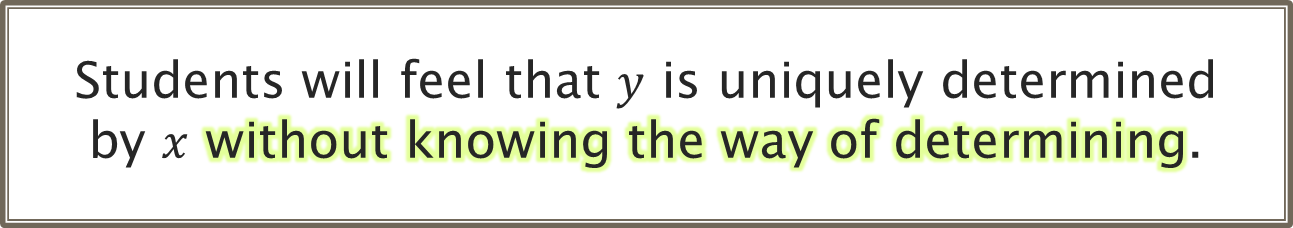 Students will feel that y is uniquely determined
by x without knowing the way of determining.